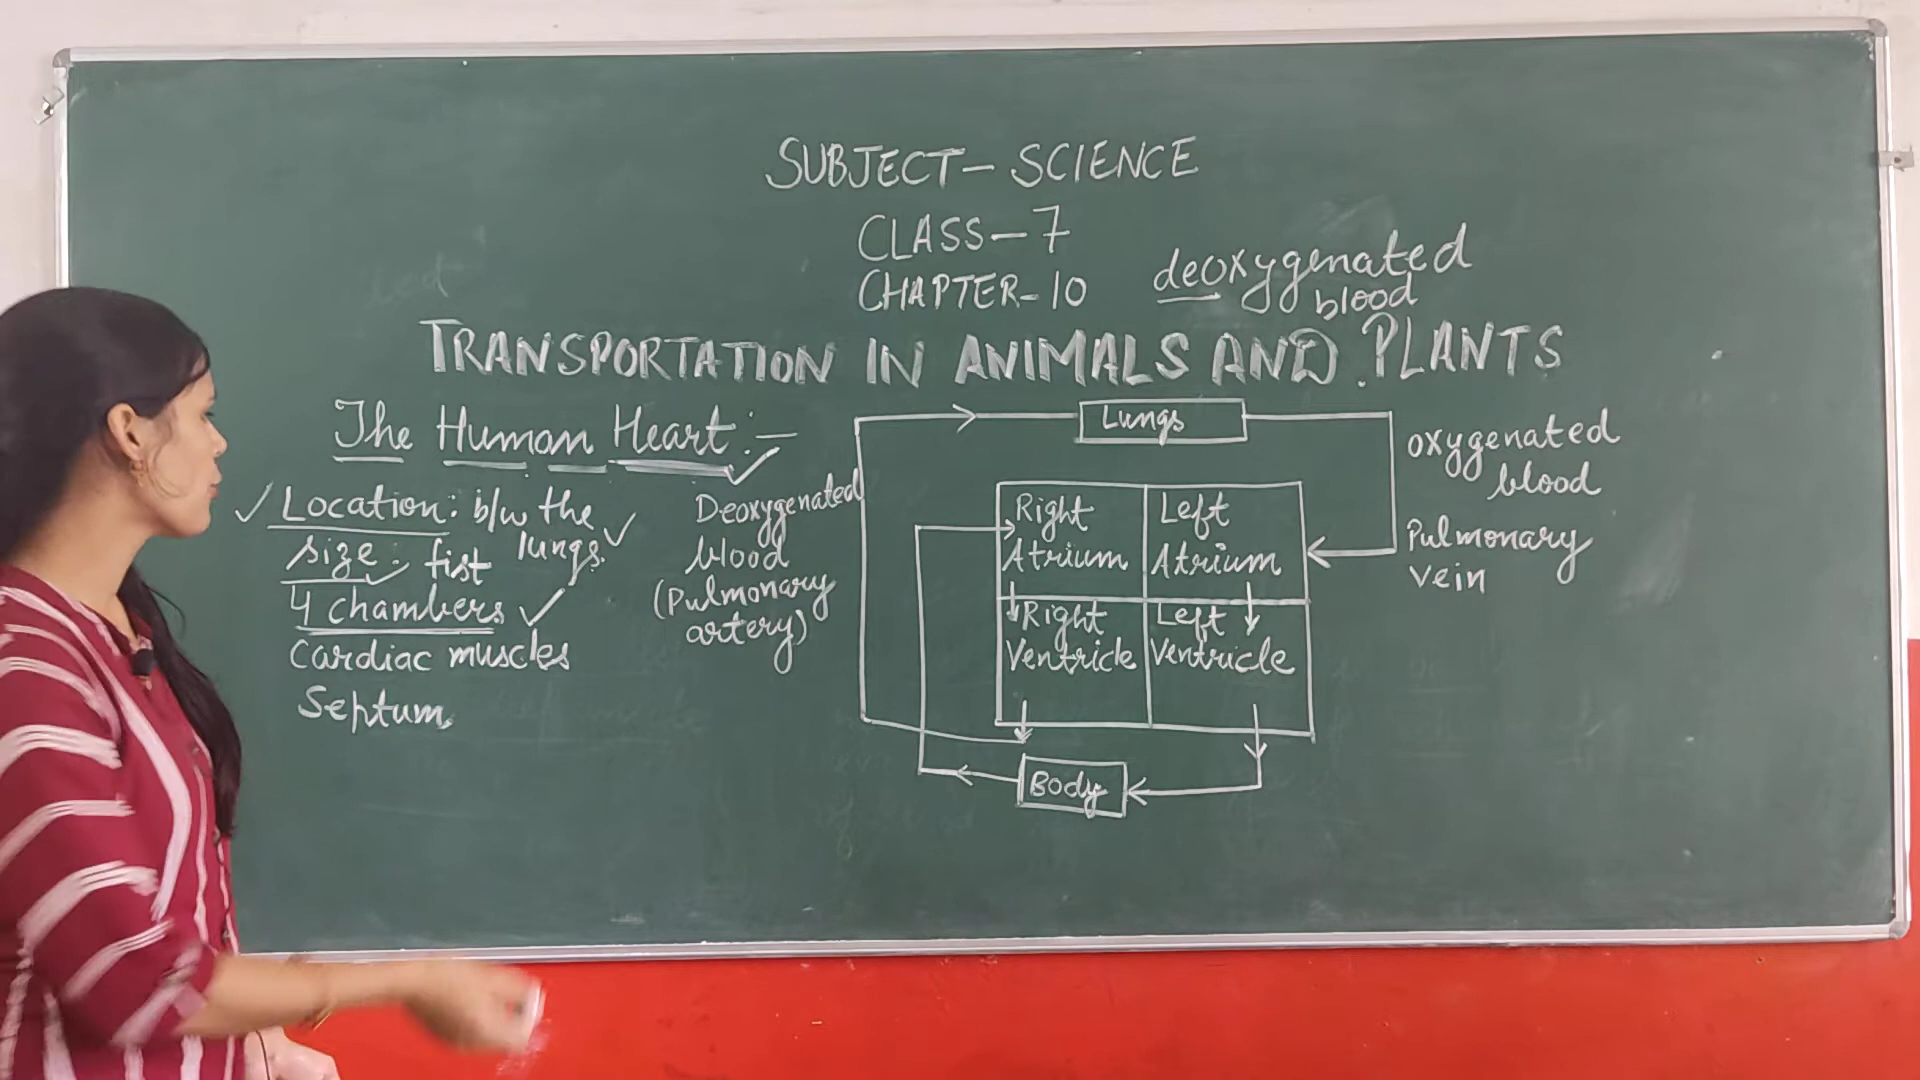 SUBJECT- SCIENCE
CLASS-7
CHAPTER-10
deoxygenated
blood
TRANSPORTATION IN ANIMALS AND PLANTS
The Human Heart:-
Location: b/w the
lungs.
size: fist
4 chambers
Cardiac muscles
Septum
Deoxygenated
blood
(Pulmonary
artery)
Lungs
Right
Atrium
Left
Atrium
Right
Ventricle
Left
Ventricle
Body
oxygenated
blood
Pulmonary
vein